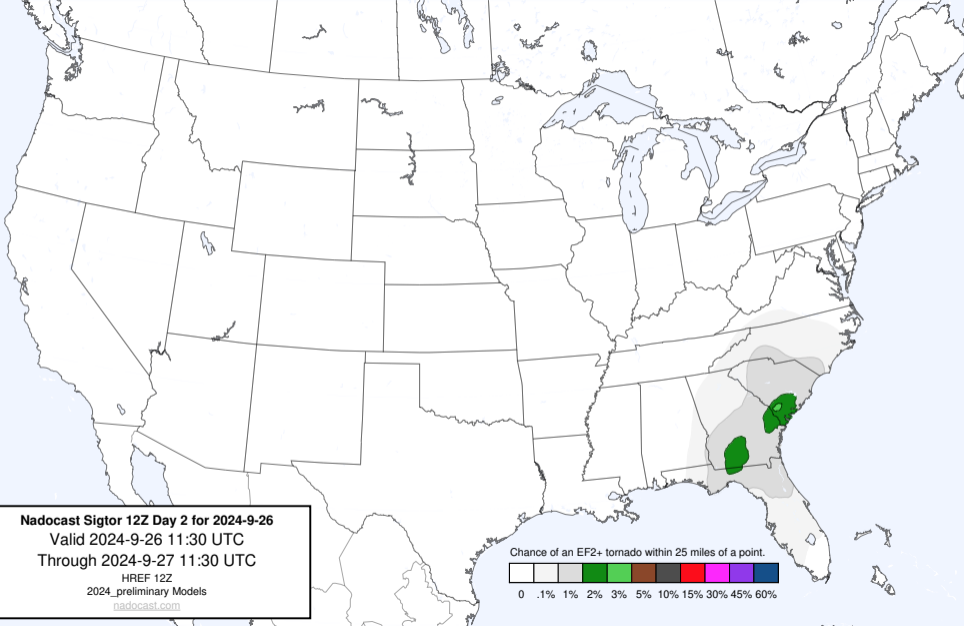 Nadocast Sigtor 12Z Day 2 for 2024-9-26
Valid 2024-9-26 11:30 UTC
Through 2024-9-27 11:30 UTC
HREF 12Z
2024_preliminary Models
nadocast.com
Chance of an EF2+ tornado within 25 miles of a point.
0 .1% 1% 2% 3% 5% 10% 15% 30% 45% 60%